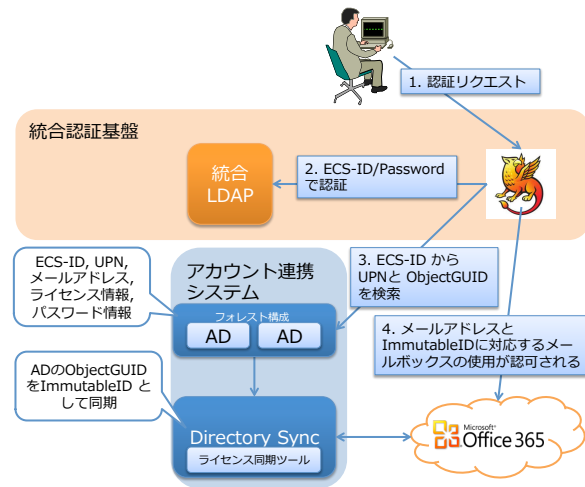 1. 認証リクエスト
統合認証基盤
統合
LDAP
2. ECS-ID/Password
で認証
ECS-ID, UPN,
メールアドレス,
ライセンス情報,
パスワード情報
アカウント連携
システム
フォレスト構成
AD
AD
3. ECS-ID から
UPNと ObjectGUID
を検索
4. メールアドレスと
ImmutableIDに対応するメー
ルボックスの使用が認可される
ADのObjectGUID
をImmutableID と
して同期
Directory Sync
ライセンス同期ツール
Microsoft®
Office 365